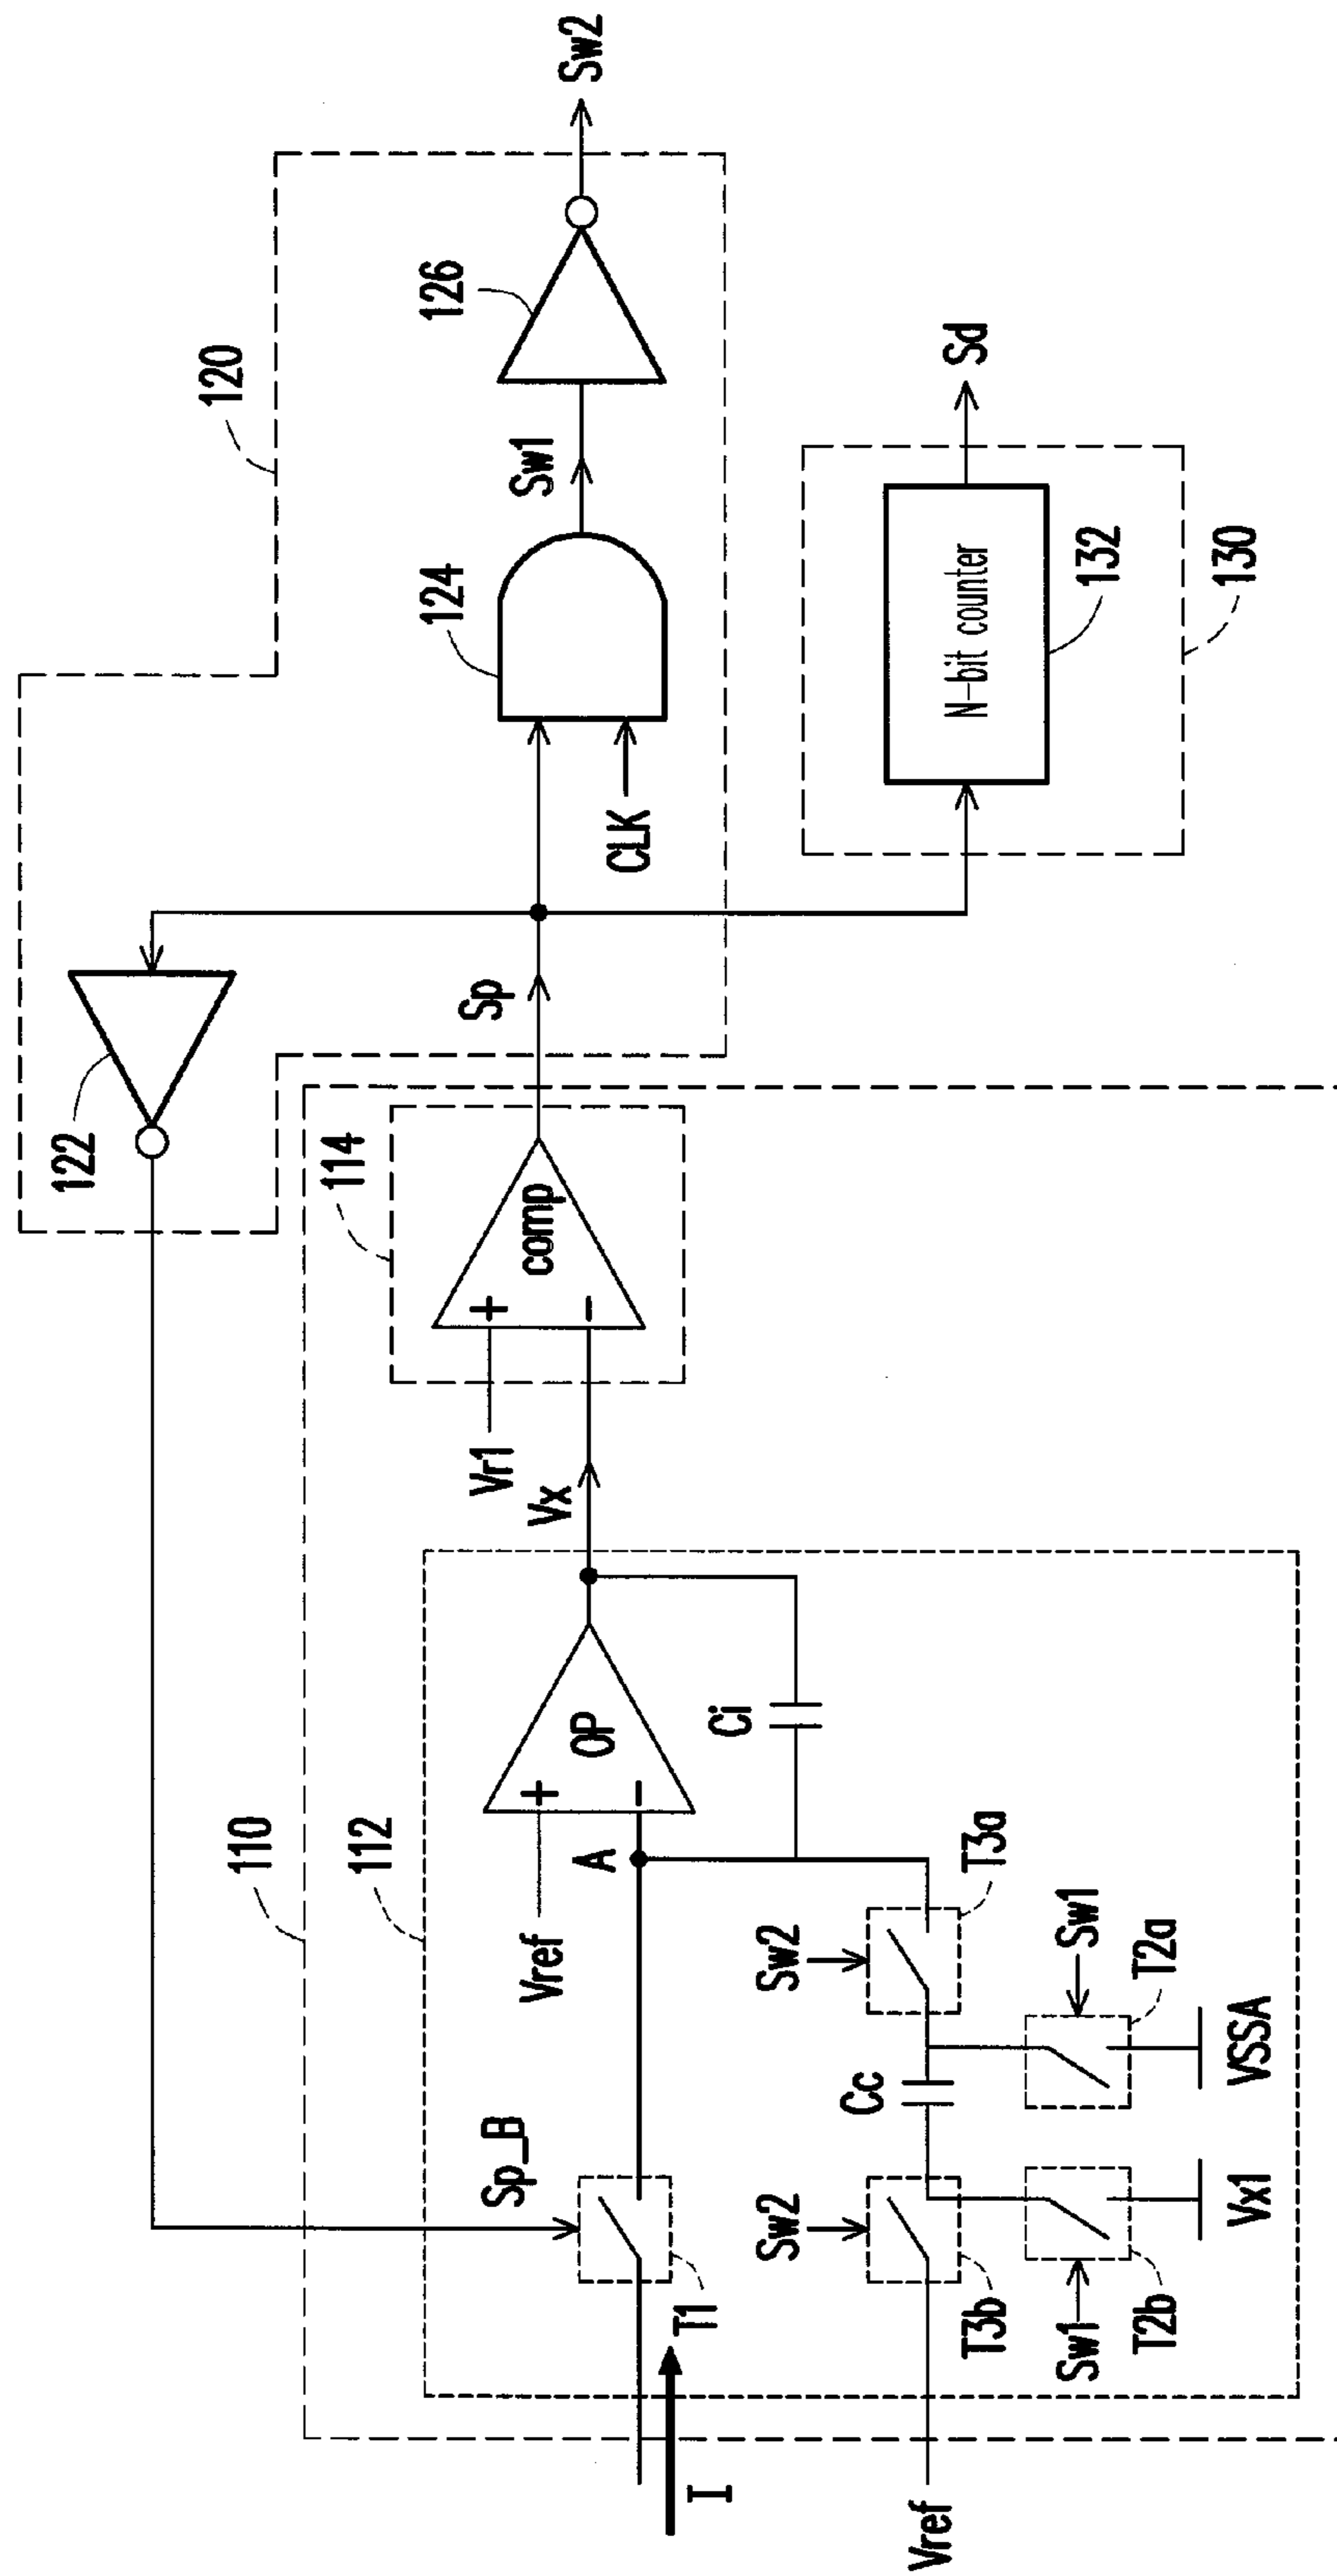 120
122
Sp
124
CLK
Sw1
126
Sw2
110
114
Vr1
comp
Vx
112
Sp_B
T1
I
Vref
A
OP
Ci
Sw2
T3b
Vref
Cc
Sw2
T3a
Sw1
T2b
Vx1
Sw1
T2a
VSSA
N-bit counter
132
130
Sd